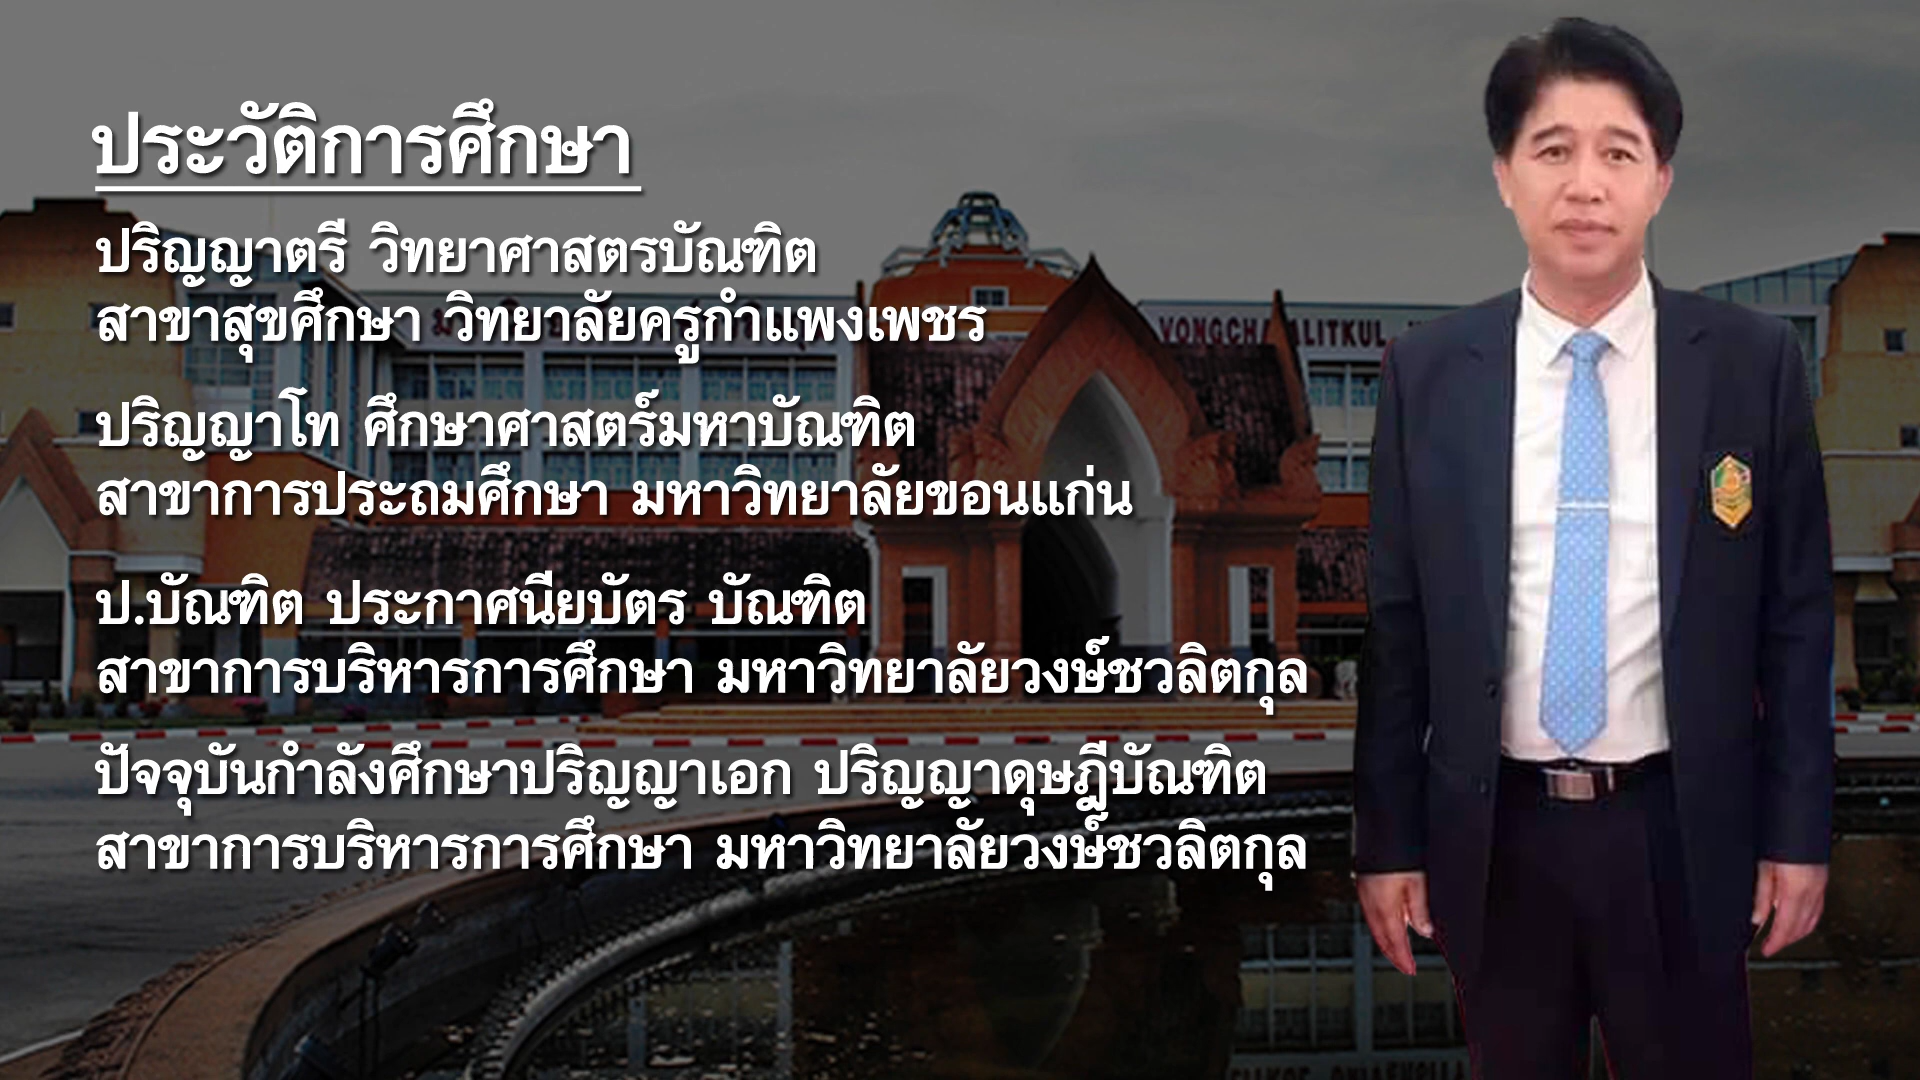 ประวัติการศึกษา
ปริญญาตรี วิทยาศาสตรบัณฑิต
สาขาสุขศึกษา วิทยาลัยครูกำแพงเพชร
ปริญญาโท ศึกษาศาสตร์มหาบัณฑิต
สาขาการประถมศึกษา มหาวิทยาลัยขอนแก่น
ป.บัณฑิต ประกาศนียบัตร บัณฑิต
สาขาการบริหารการศึกษา มหาวิทยาลัยวงษ์ชวลิตกุล
ปัจจุบันกำลังศึกษาปริญญาเอก ปริญญาดุษฎีบัณฑิต
สาขาการบริหารการศึกษา มหาวิทยาลัยวงษ์ชวลิตกุล